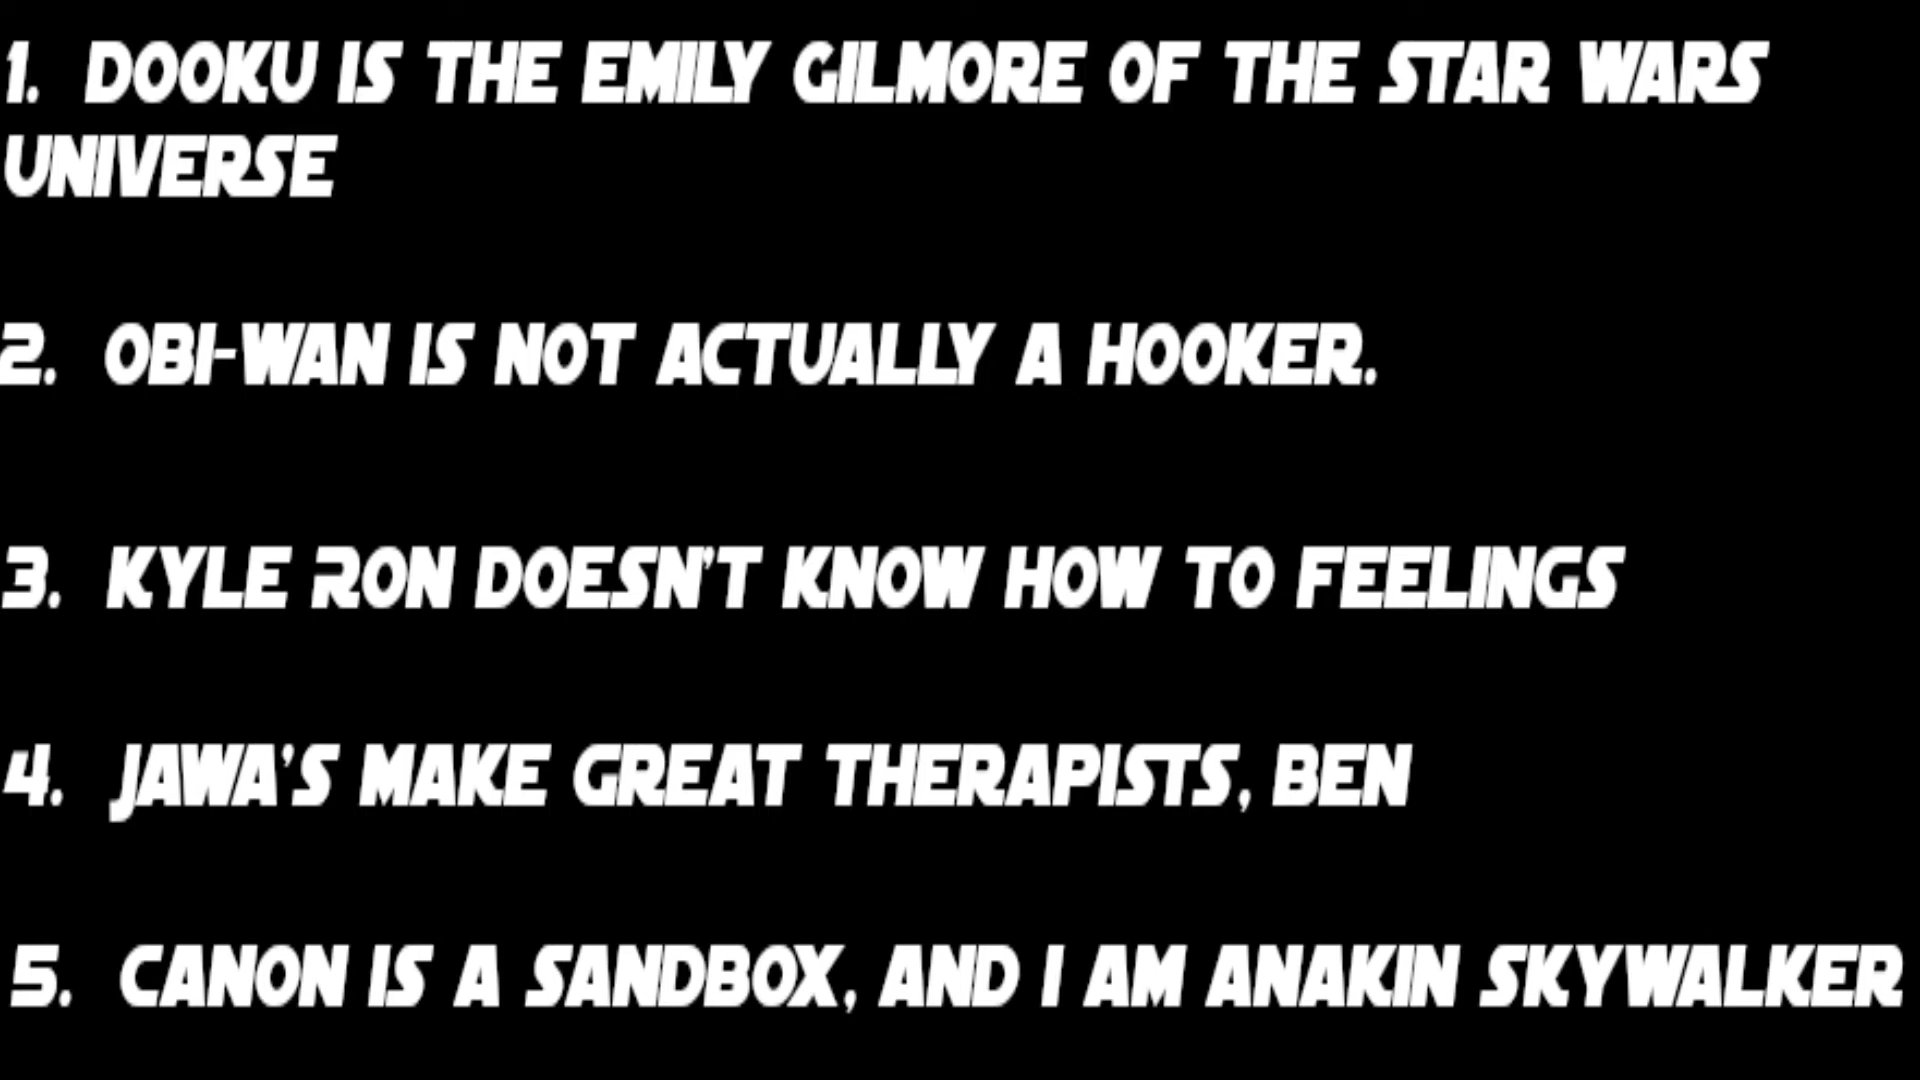 1. DOOKU IS THE EMILY GILMORE OF THE STAR WARS
UNIVERSE
2. OBI-WAN IS NOT ACTUALLY A HOOKER.
3. KYLE RON DOESN'T KNOW HOW TO FEELINGS
4. JAWA'S MAKE GREAT THERAPISTS, BEN
5. CANON IS A SANDBOX, AND I AM ANAKIN SKYWALKER